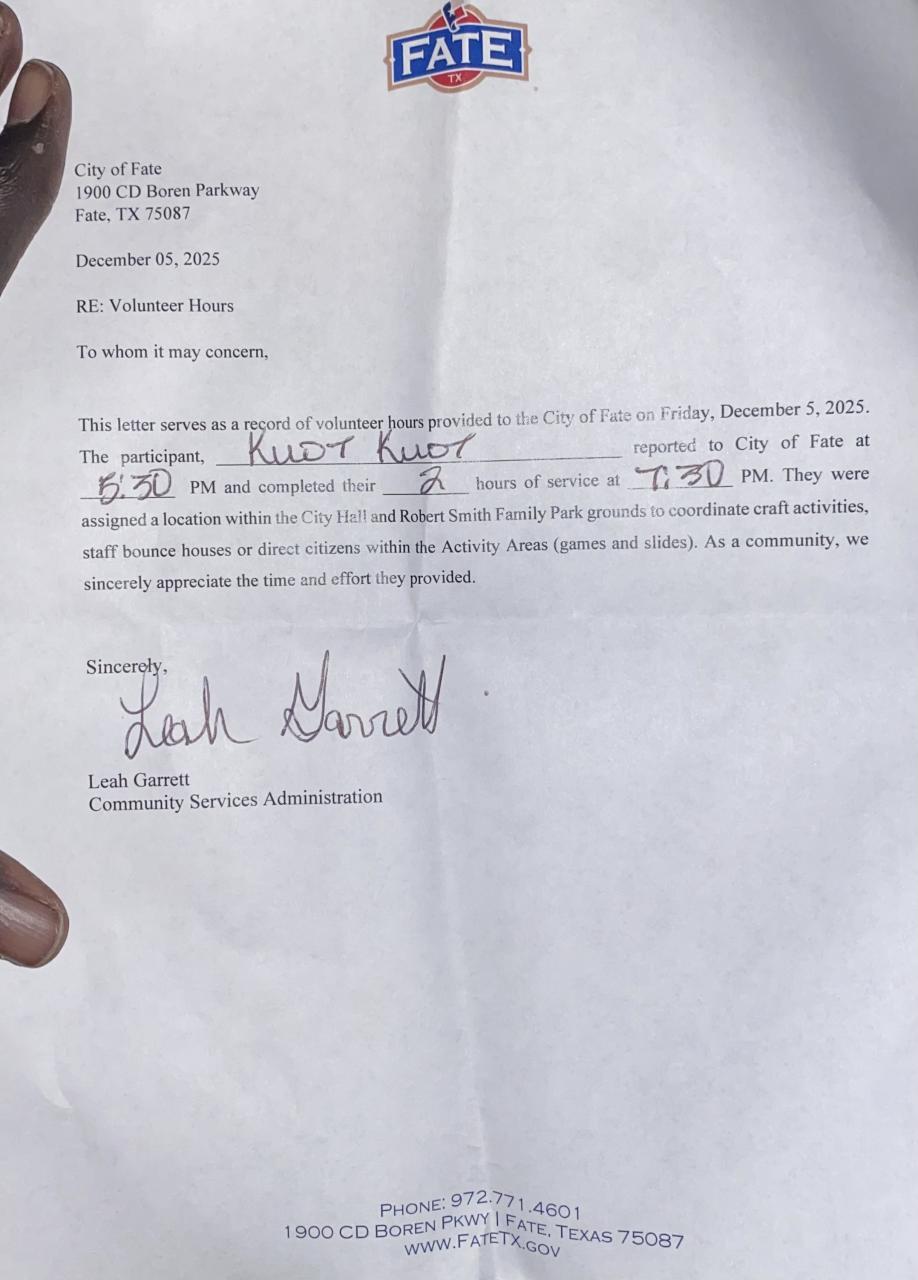 FATE
TX
City of Fate
1900 CD Boren Parkway
Fate, TX 75087
December 05, 2025
RE: Volunteer Hours
To whom it may concern,
This letter serves as a record of volunteer hours provided to the City of Fate on Friday, December 5, 2025.
The participant, Kuot Kuot reported to City of Fate at
5:30 PM and completed their 2 hours of service at 7:30 PM. They were
assigned a location within the City Hall and Robert Smith Family Park grounds to coordinate craft activities,
staff bounce houses or direct citizens within the Activity Areas (games and slides). As a community, we
sincerely appreciate the time and effort they provided.
Sincerely,
Leah Garrett
Leah Garrett
Community Services Administration
PHONE: 972.771.4601
1900 CD BOREN PKWY | FATE, TEXAS 75087
WWW.FATETX.GOV